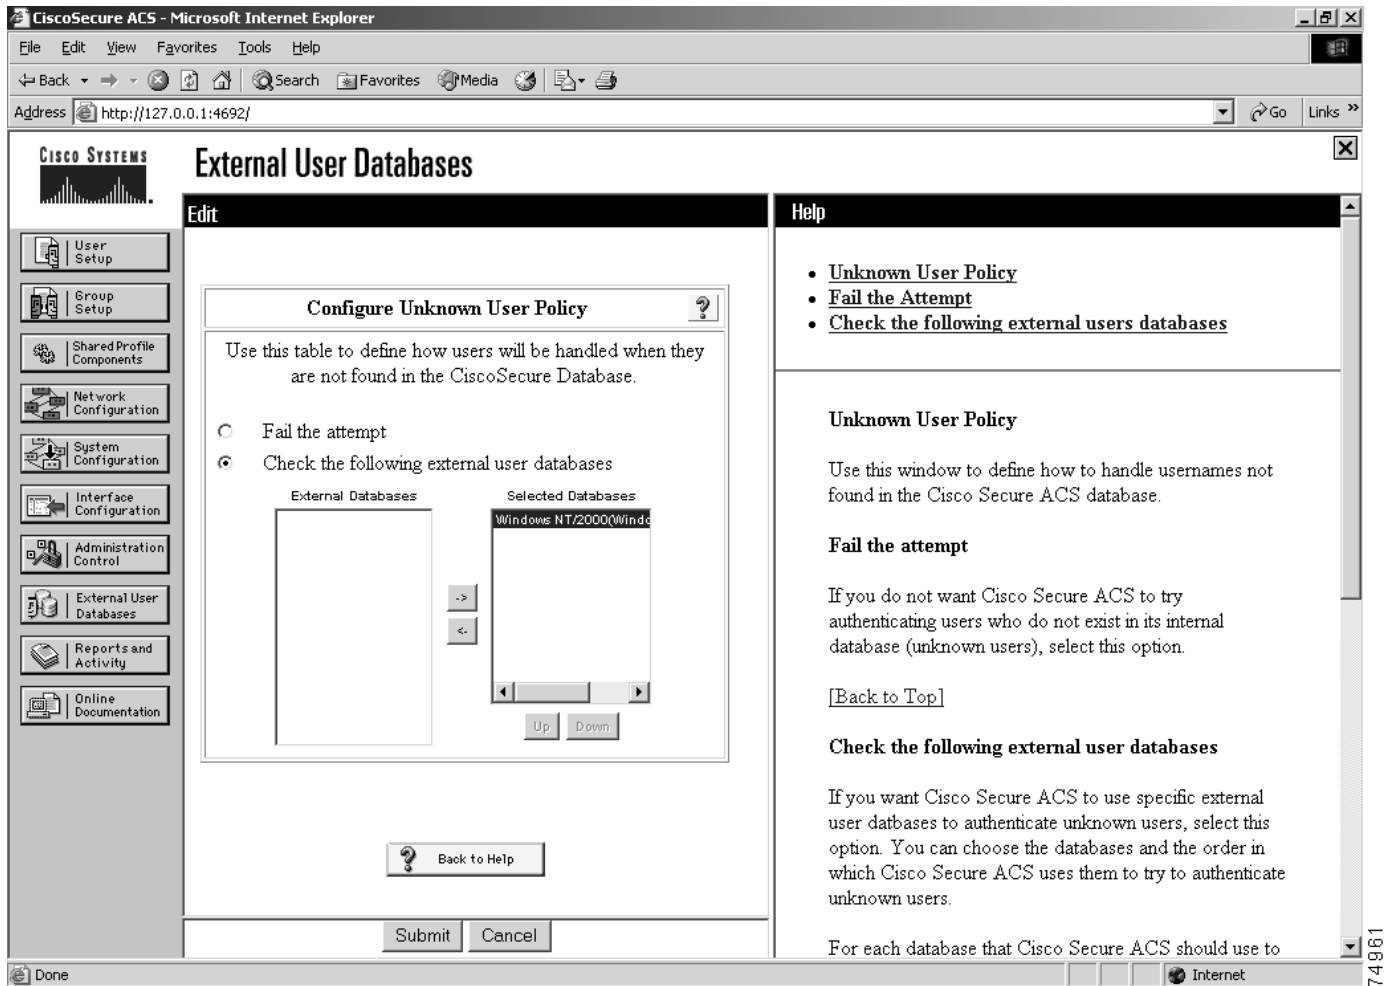 CiscoSecure ACS - Microsoft Internet Explorer
File Edit View Favorites Tools Help
Back Search Favorites Media
Address http://127.0.0.1:4692/ Go Links »
CISCO SYSTEMS
External User Databases
Edit
User
Setup
Group
Setup
Shared Profile
Components
Network
Configuration
System
Configuration
Interface
Configuration
Administration
Control
External User
Databases
Reports and
Activity
Online
Documentation
Configure Unknown User Policy ?
Use this table to define how users will be handled when they
are not found in the CiscoSecure Database.
Fail the attempt
Check the following external user databases
External Databases
Selected Databases
Windows NT/2000(Windo
->
<-
Up Down
? Back to Help
Submit Cancel
Help
• Unknown User Policy
• Fail the Attempt
• Check the following external users databases
Unknown User Policy
Use this window to define how to handle usernames not
found in the Cisco Secure ACS database.
Fail the attempt
If you do not want Cisco Secure ACS to try
authenticating users who do not exist in its internal
database (unknown users), select this option.
[Back to Top]
Check the following external user databases
If you want Cisco Secure ACS to use specific external
user datbases to authenticate unknown users, select this
option. You can choose the databases and the order in
which Cisco Secure ACS uses them to try to authenticate
unknown users.
For each database that Cisco Secure ACS should use to
Done
Internet
74961